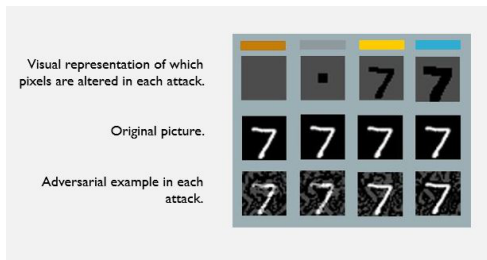 Visual representation of which
pixels are altered in each attack.
Original picture.
Adversarial example in each
attack.